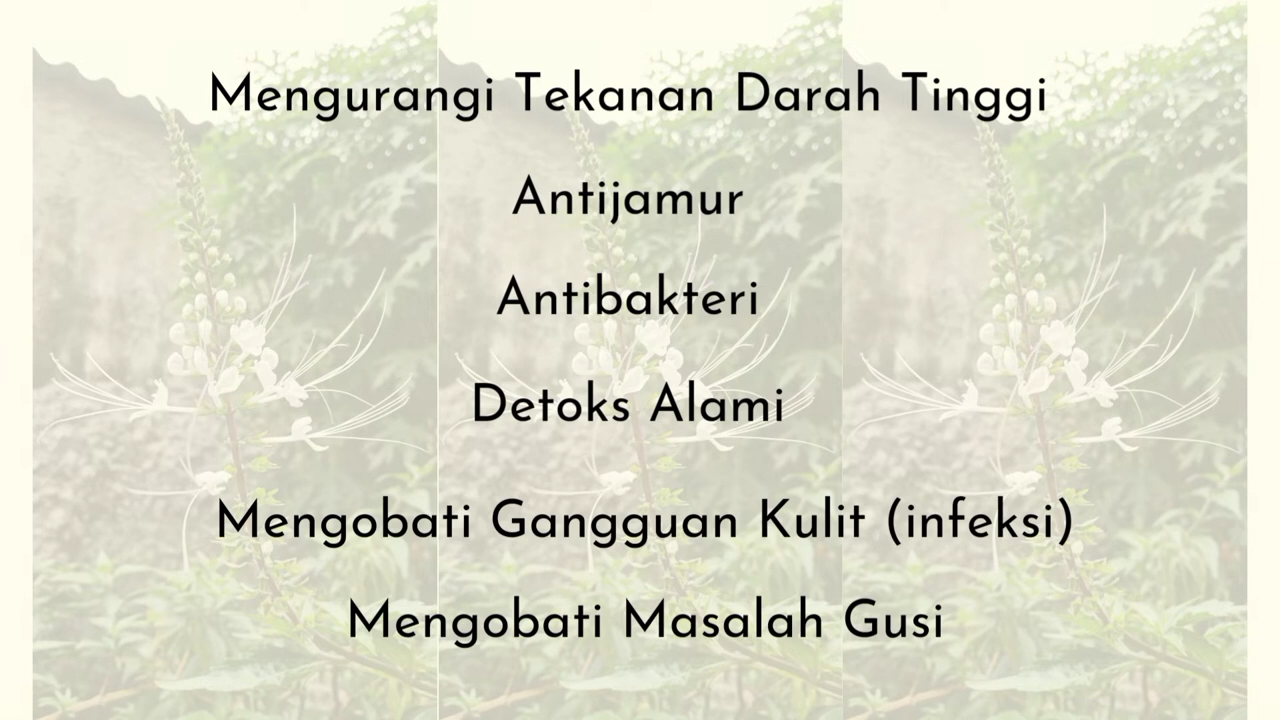 Mengurangi Tekanan Darah Tinggi
Antijamur
Antibakteri
Detoks Alami
Mengobati Gangguan Kulit (infeksi)
Mengobati Masalah Gusi